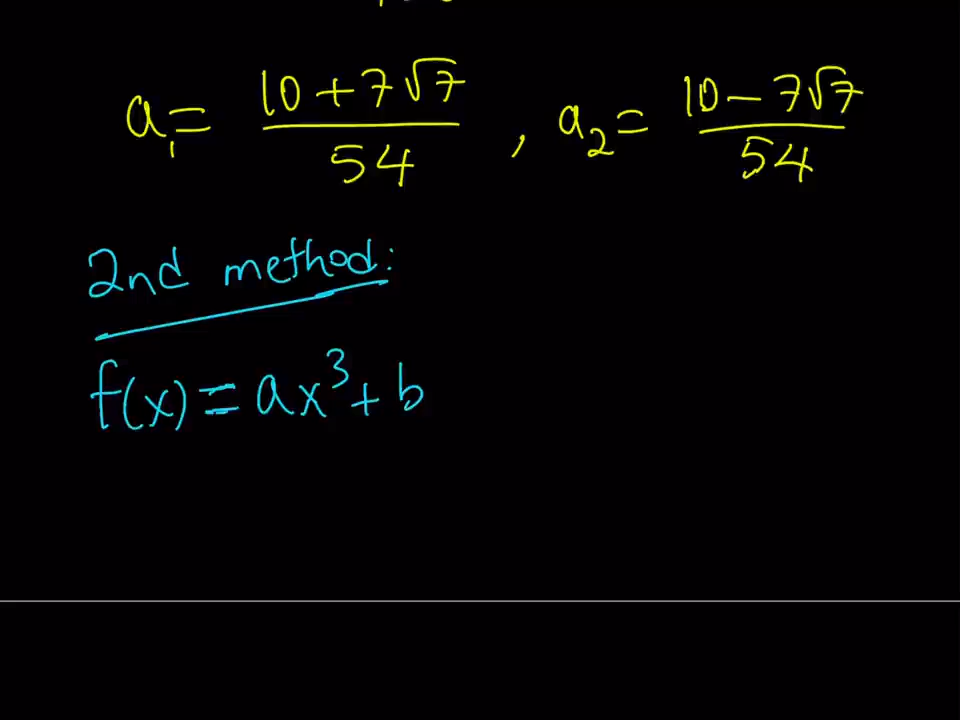 a₁ = (10 + 7√7)/54 , a₂ = (10 − 7√7)/54
2nd method:
f(x) = ax³ + b